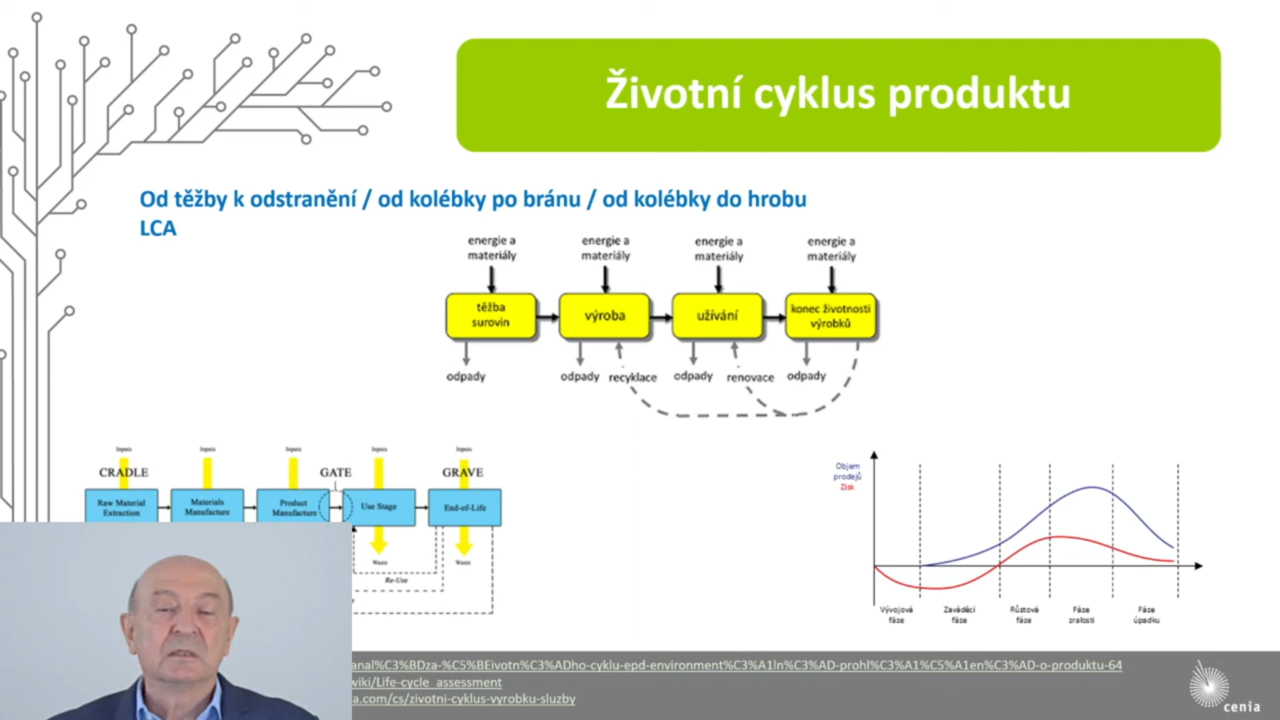 Životní cyklus produktu
Od těžby k odstranění / od kolébky po bránu / od kolébky do hrobu
LCA
energie a
materiály
energie a
materiály
energie a
materiály
energie a
materiály
těžba
surovin
výroba
užívání
konec životnosti
výrobků
odpady
odpady
recyklace
odpady
renovace
odpady
Inputs
Inputs
Inputs
Inputs
Inputs
CRADLE
GATE
GRAVE
Raw Material
Extraction
Materials
Manufacture
Product
Manufacture
Use Stage
End-of-Life
Waste
Waste
Re-Use
Objem
prodejů
Zisk
Vývojová
fáze
Zaváděcí
fáze
Růstová
fáze
Fáze
zralosti
Fáze
úpadku
anal%C3%BDza-%C5%BEivotn%C3%ADho-cyklu-epd-environment%C3%A1ln%C3%AD-prohl%C3%A1%C5%A1en%C3%AD-o-produktu-64
wiki/Life-cycle_assessment
a.com/cs/zivotni-cyklus-vyrobku-sluzby
cenia